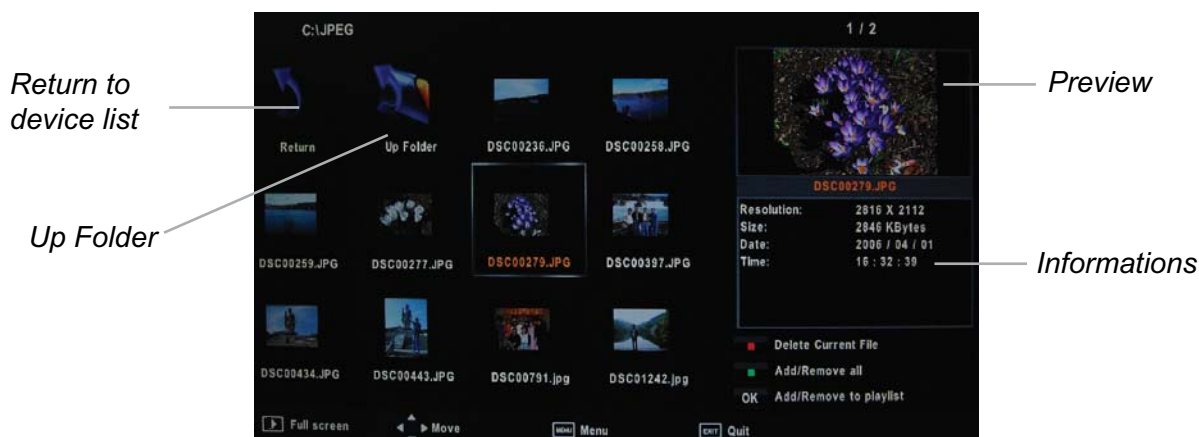 C:\JPEG
1 / 2
Return to
device list
Preview
Return
Up Folder
DSC00236.JPG
DSC00258.JPG
DSC00279.JPG
Up Folder
Resolution: 2816 X 2112
Size: 2846 KBytes
Date: 2006 / 04 / 01
Time: 16 : 32 : 39
Informations
DSC00259.JPG
DSC00277.JPG
DSC00279.JPG
DSC00397.JPG
Delete Current File
Add/Remove all
OK Add/Remove to playlist
DSC00434.JPG
DSC00443.JPG
DSC00791.jpg
DSC01242.jpg
Full screen
Move
MENU Menu
EXIT Quit